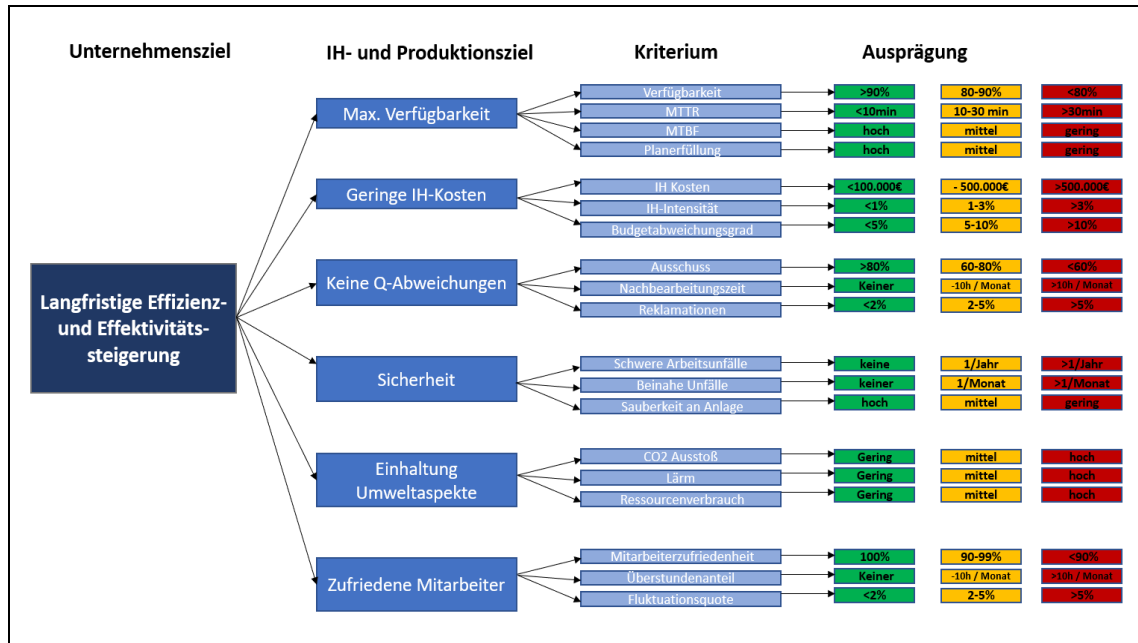 Unternehmensziel
IH- und Produktionsziel
Kriterium
Ausprägung
Langfristige Effizienz-
und Effektivitäts-
steigerung
Max. Verfügbarkeit
Verfügbarkeit >90% 80-90% <80%
MTTR <10min 10-30 min >30min
MTBF hoch mittel gering
Planerfüllung hoch mittel gering
Geringe IH-Kosten
IH Kosten <100.000€ - 500.000€ >500.000€
IH-Intensität <1% 1-3% >3%
Budgetabweichungsgrad <5% 5-10% >10%
Keine Q-Abweichungen
Ausschuss >80% 60-80% <60%
Nachbearbeitungszeit Keiner -10h / Monat >10h / Monat
Reklamationen <2% 2-5% >5%
Sicherheit
Schwere Arbeitsunfälle keine 1/Jahr >1/Jahr
Beinahe Unfälle keiner 1/Monat >1/Monat
Sauberkeit an Anlage hoch mittel gering
Einhaltung
Umweltaspekte
CO2 Ausstoß Gering mittel hoch
Lärm Gering mittel hoch
Ressourcenverbrauch Gering mittel hoch
Zufriedene Mitarbeiter
Mitarbeiterzufriedenheit 100% 90-99% <90%
Überstundenanteil Keiner -10h / Monat >10h / Monat
Fluktuationsquote <2% 2-5% >5%